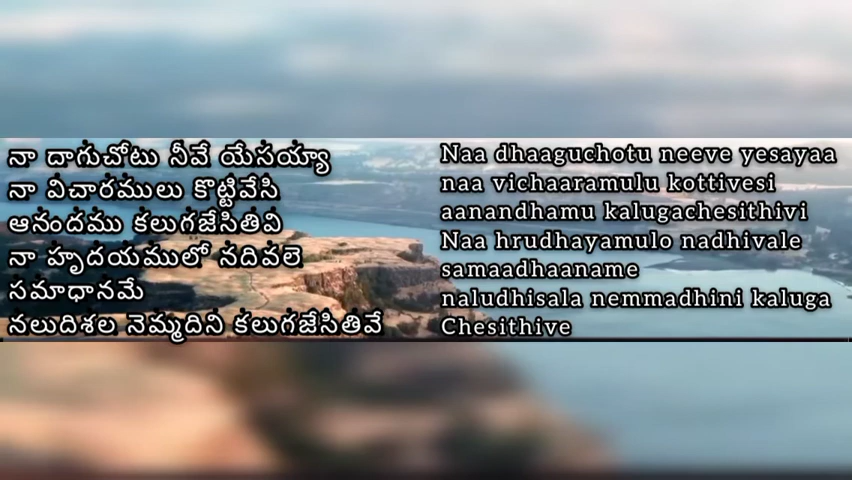 నా దాగుచోటు నీవే యేసయ్యా
నా విచారములు కొట్టివేసి
ఆనందము కలుగజేసితివి
నా హృదయములో నదివలె
సమాధానమే
నలుదిశల నెమ్మదిని కలుగజేసితివే
Naa dhaaguchotu neeve yesayaa
naa vichaaramulu kottivesi
aanandhamu kalugachesithivi
Naa hrudhayamulo nadhivale
samaadhaaname
naludhisala nemmadhini kaluga
Chesithive